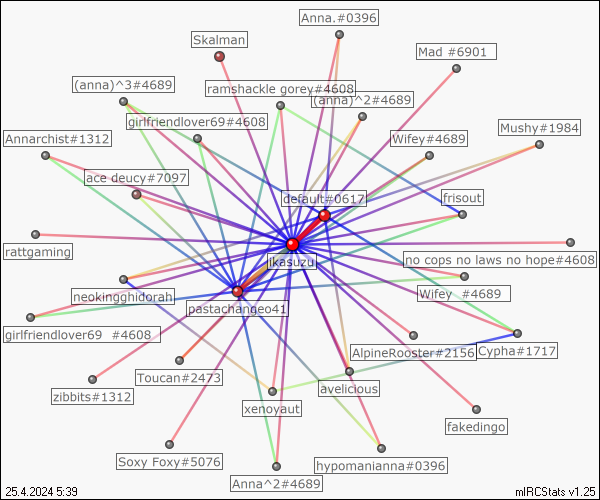 Anna.#0396
Skalman
Mad #6901
(anna)^3#4689
ramshackle gorey#4608
(anna)^2#4689
girlfriendlover69#4608
Mushy#1984
Annarchist#1312
Wifey#4689
ace deucy#7097
default#0617
frisout
rattgaming
jkasuzu
no cops no laws no hope#4608
neokingghidorah
Wifey #4689
pastachange041
girlfriendlover69 #4608
AlpineRooster#2156
Cypha#1717
Toucan#2473
avelicious
zibbits#1312
xenoyaut
fakedingo
Soxy Foxy#5076
hypomanianna#0396
Anna^2#4689
25.4.2024 5:39
mIRCStats v1.25